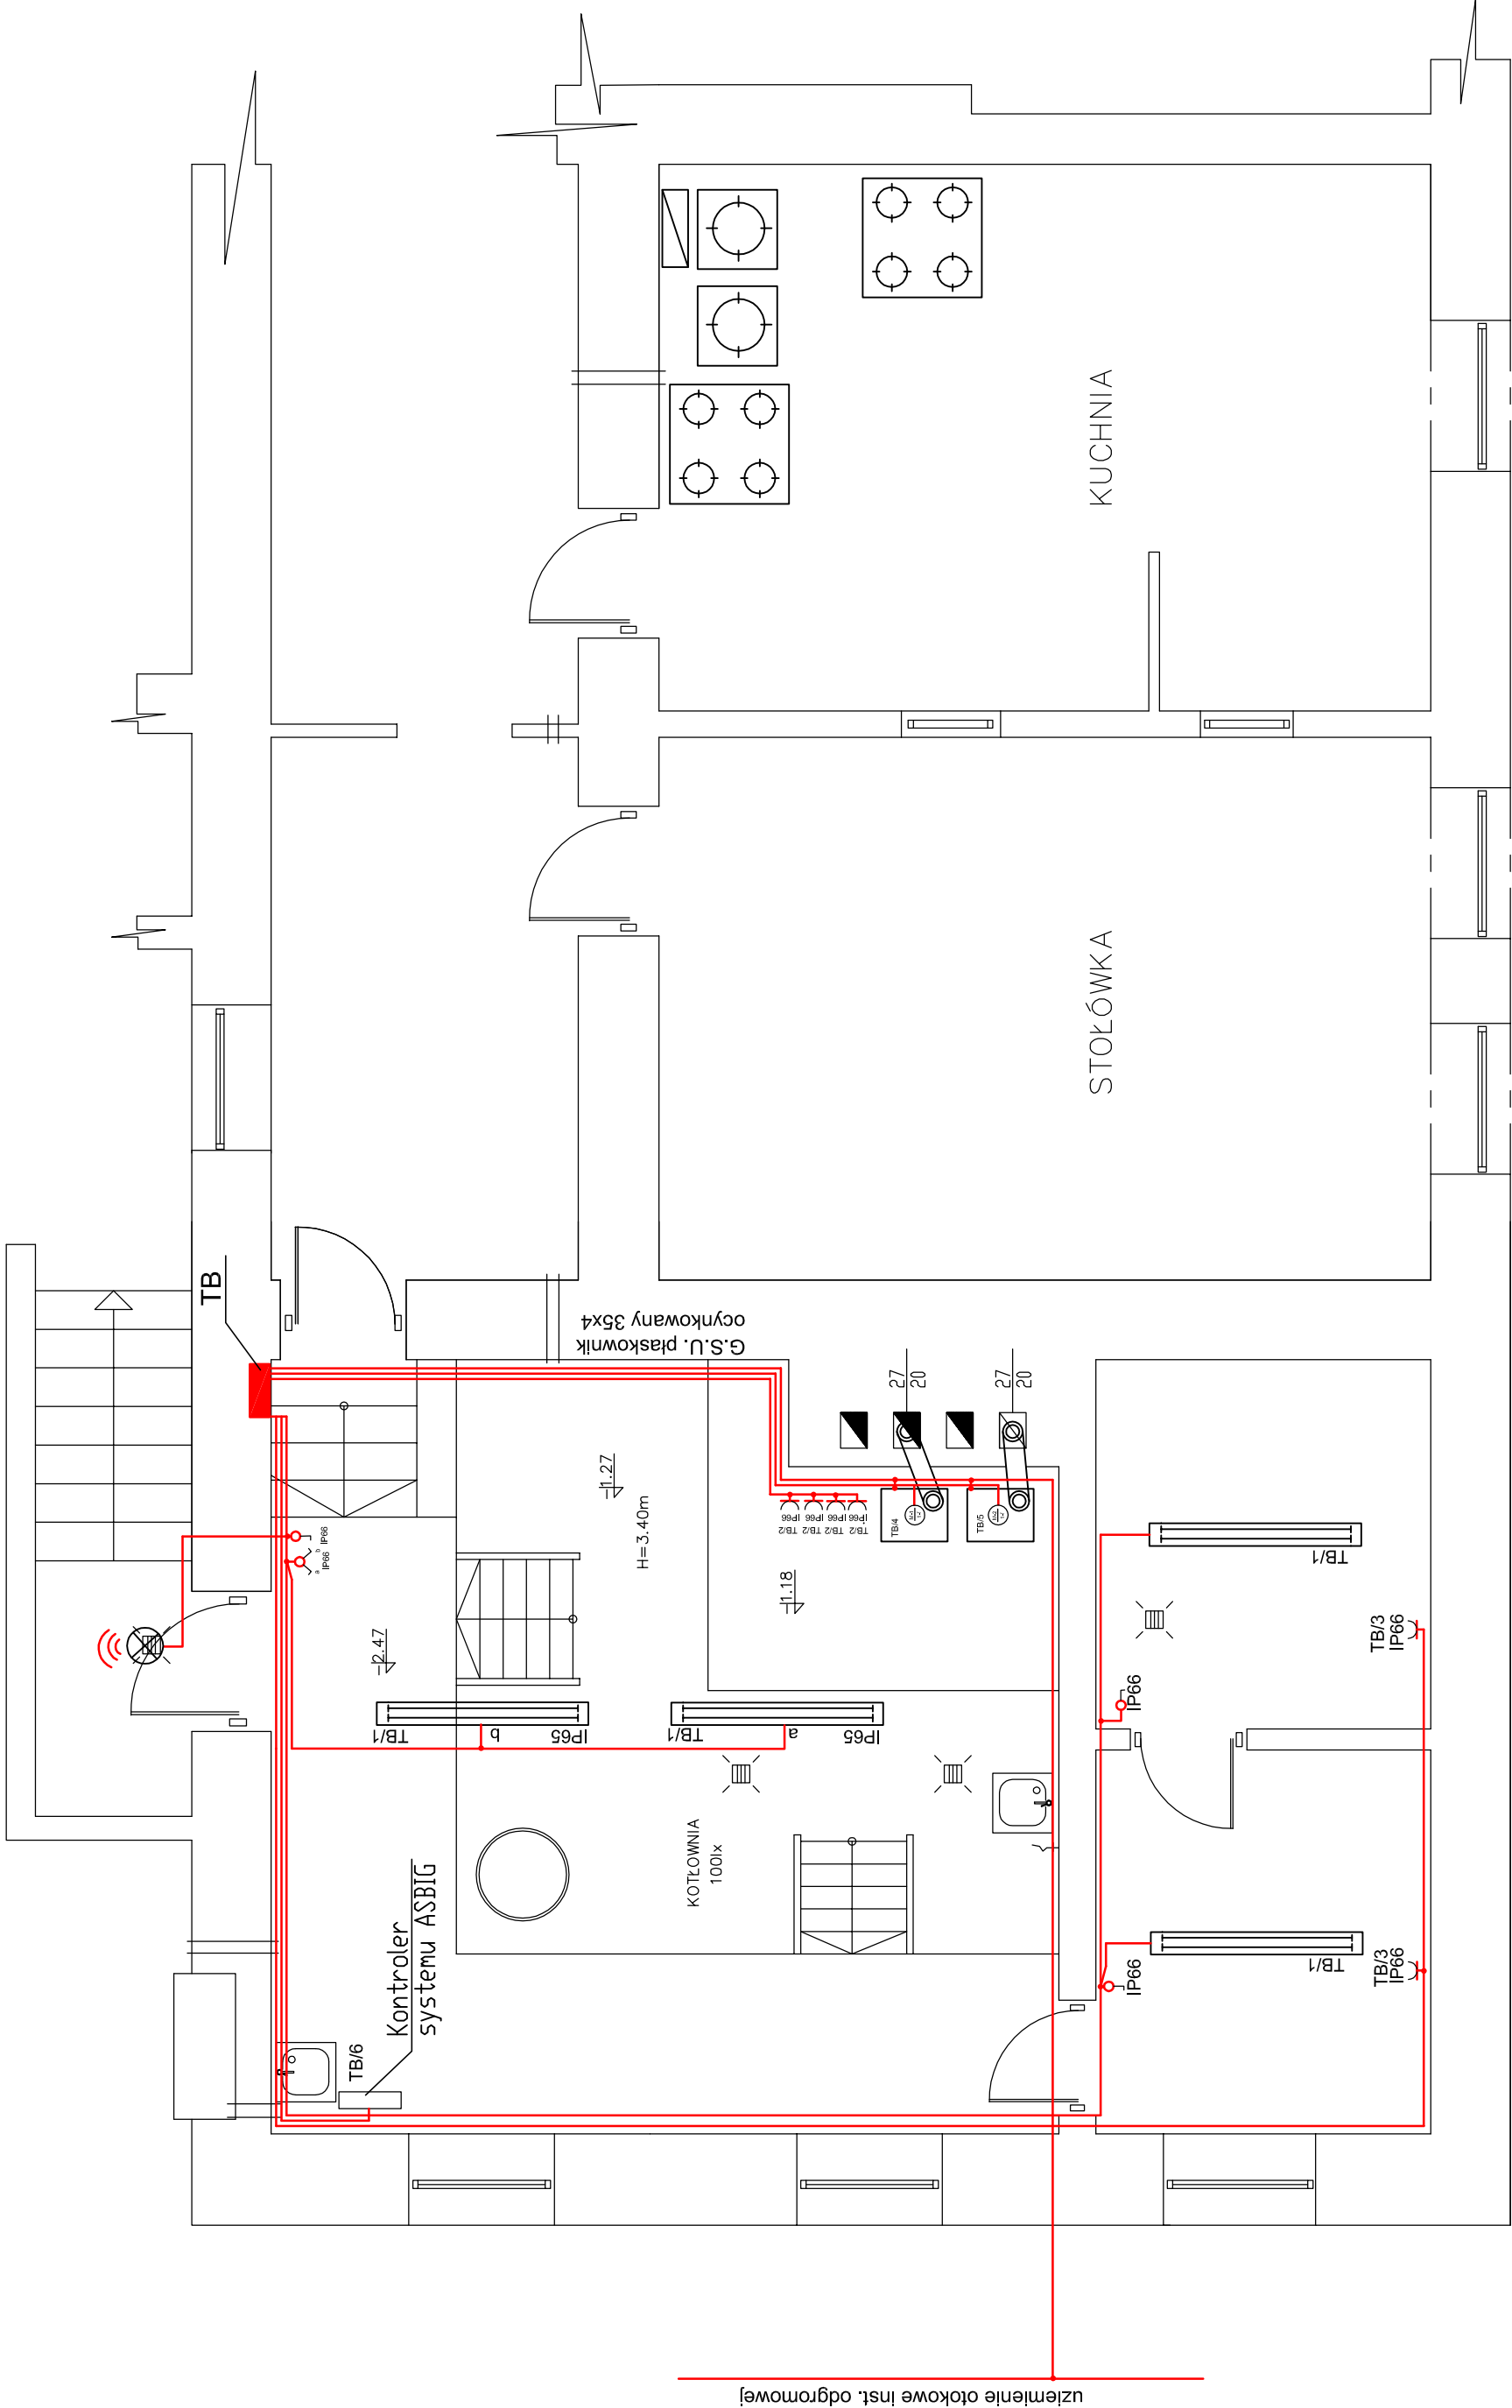 KUCHNIA
STOŁÓWKA
TB
G.S.U. płaskownik
ocynkowany 35x4
27
20
27
20
-1.27
H=3.40m
-1.18
-2.47
IP66
a
b
IP66
IP66
IP66
IP66
IP66
TB/2
TB/2
TB/2
TB/2
TB/4
TB/5
TB/1
b
IP65
TB/1
a
IP65
TB/1
TB/3
IP66
IP66
KOTŁOWNIA
100lx
Kontroler
systemu ASBIG
TB/6
TB/1
IP66
TB/3
IP66
uziemienie otokowe inst. odgromowej